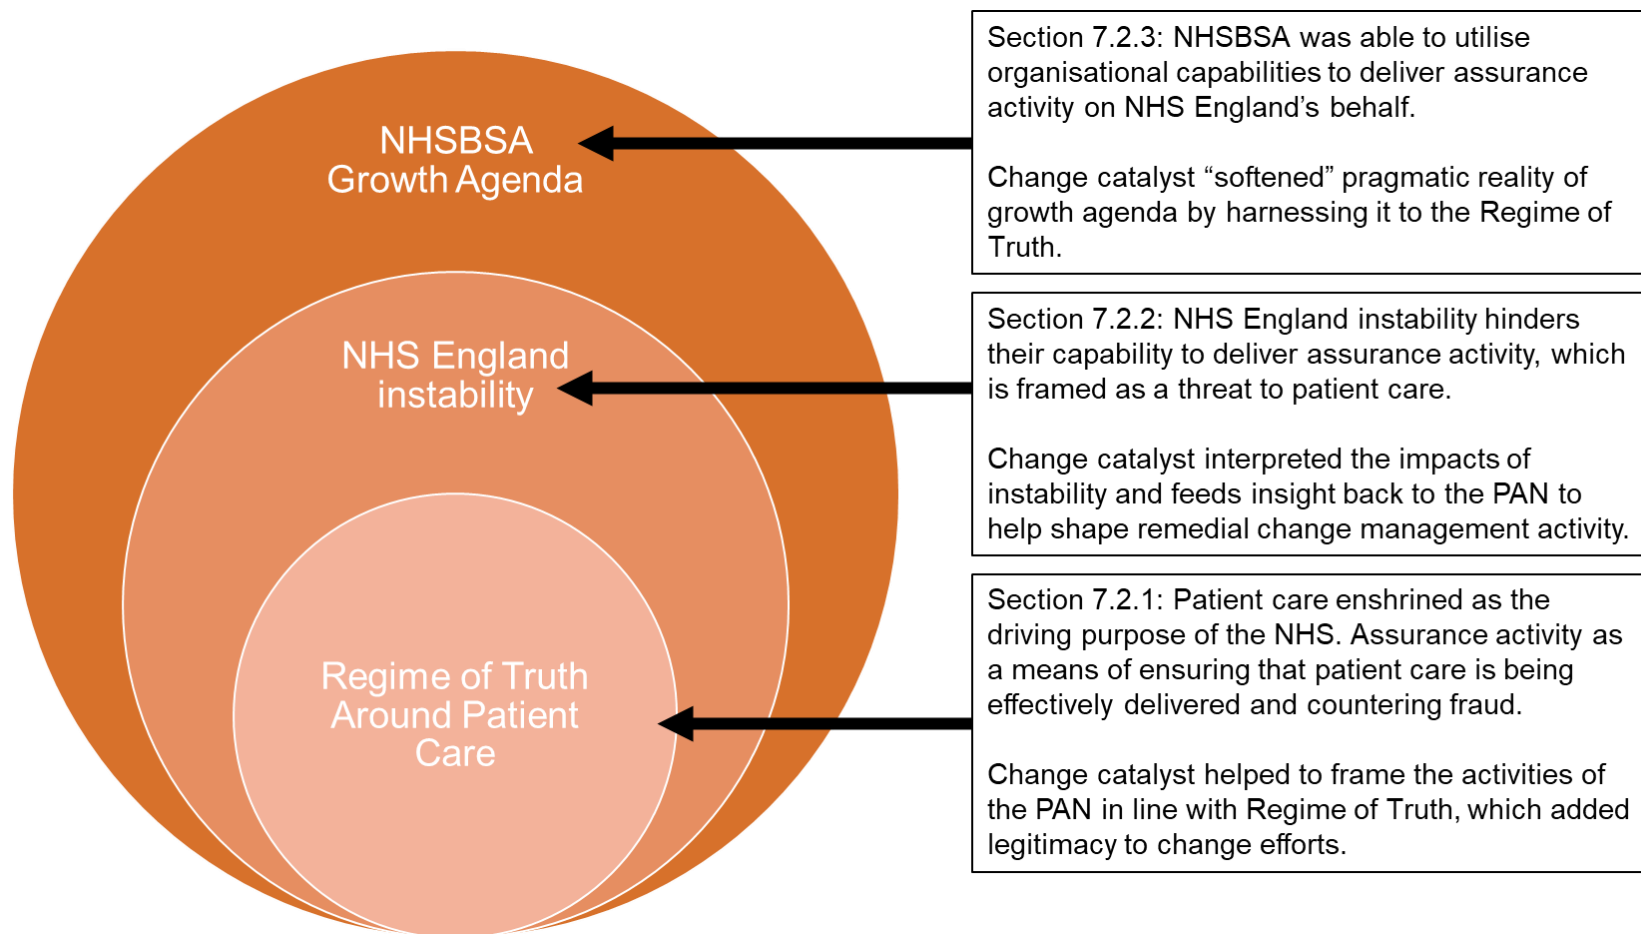 NHSBSA
Growth Agenda
NHS England
instability
Regime of Truth
Around Patient
Care
Section 7.2.3: NHSBSA was able to utilise
organisational capabilities to deliver assurance
activity on NHS England’s behalf.
Change catalyst “softened” pragmatic reality of
growth agenda by harnessing it to the Regime of
Truth.
Section 7.2.2: NHS England instability hinders
their capability to deliver assurance activity, which
is framed as a threat to patient care.
Change catalyst interpreted the impacts of
instability and feeds insight back to the PAN to
help shape remedial change management activity.
Section 7.2.1: Patient care enshrined as the
driving purpose of the NHS. Assurance activity as
a means of ensuring that patient care is being
effectively delivered and countering fraud.
Change catalyst helped to frame the activities of
the PAN in line with Regime of Truth, which added
legitimacy to change efforts.